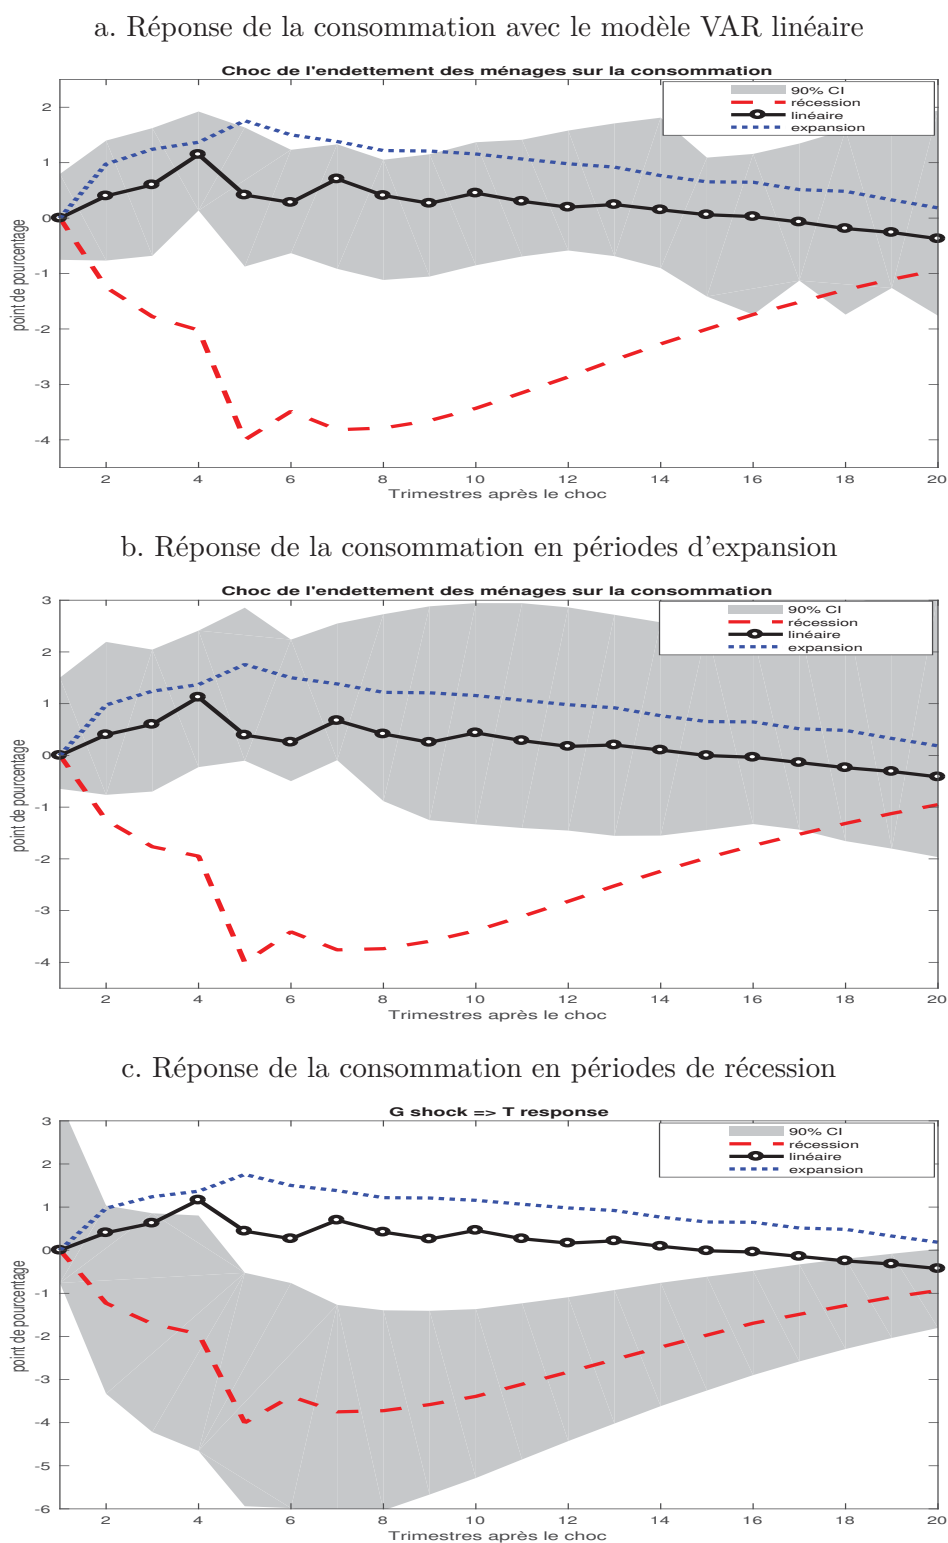 a. Réponse de la consommation avec le modèle VAR linéaire
Choc de l'endettement des ménages sur la consommation
90% CI
récession
linéaire
expansion
2
1
0
-1
-2
-3
-4
point de pourcentage
2 4 6 8 10 12 14 16 18 20
Trimestres après le choc
b. Réponse de la consommation en périodes d'expansion
Choc de l'endettement des ménages sur la consommation
90% CI
récession
linéaire
expansion
3
2
1
0
-1
-2
-3
-4
point de pourcentage
2 4 6 8 10 12 14 16 18 20
Trimestres après le choc
c. Réponse de la consommation en périodes de récession
G shock => T response
90% CI
récession
linéaire
expansion
3
2
1
0
-1
-2
-3
-4
-5
-6
point de pourcentage
2 4 6 8 10 12 14 16 18 20
Trimestres après le choc